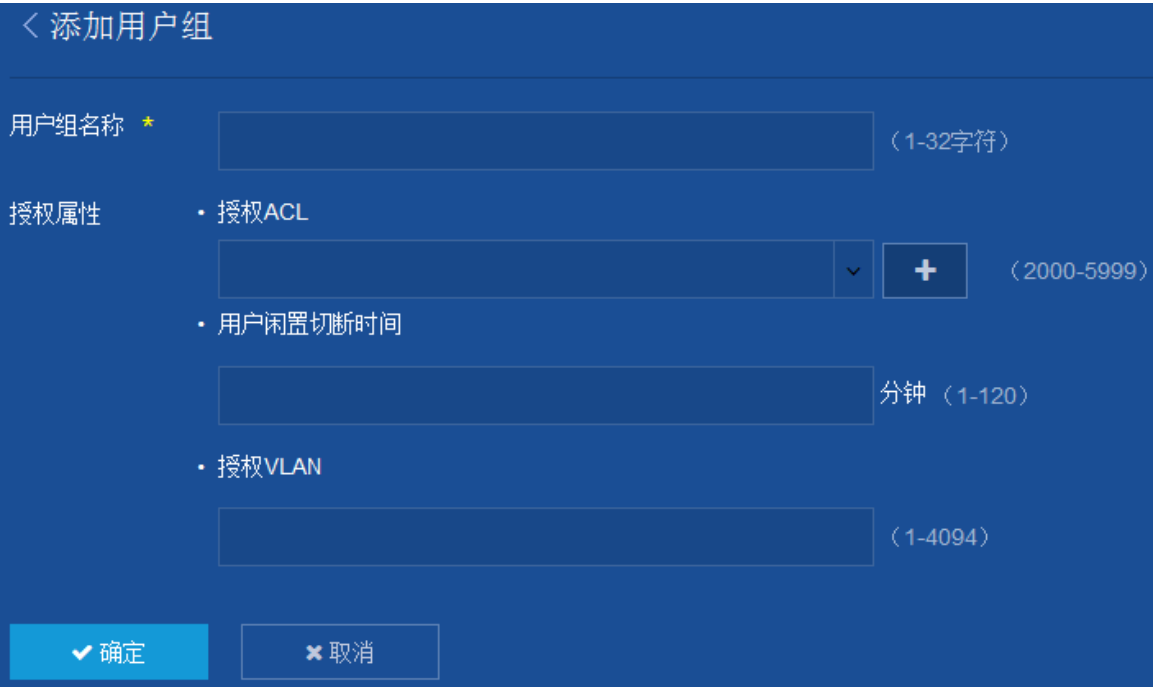 添加用户组
用户组名称 *
（1-32字符）
授权属性
• 授权ACL
（2000-5999）
• 用户闲置切断时间
分钟（1-120）
• 授权VLAN
（1-4094）
确定
取消